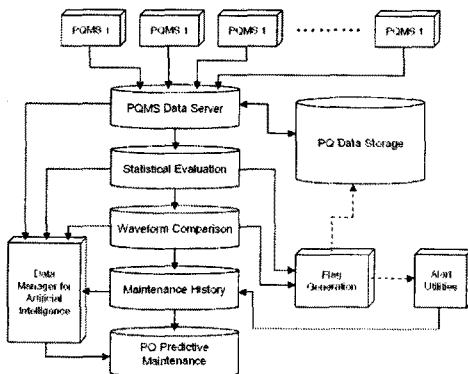 PQMS 1
PQMS 1
PQMS 1
PQMS 1
PQMS Data Server
PQ Data Storage
Statistical Evaluation
Waveform Comparison
Data
Manager for
Artificial
Intelligence
Maintenance History
Flag
Generation
Alert
Utilities
PQ Predictive
Maintenance